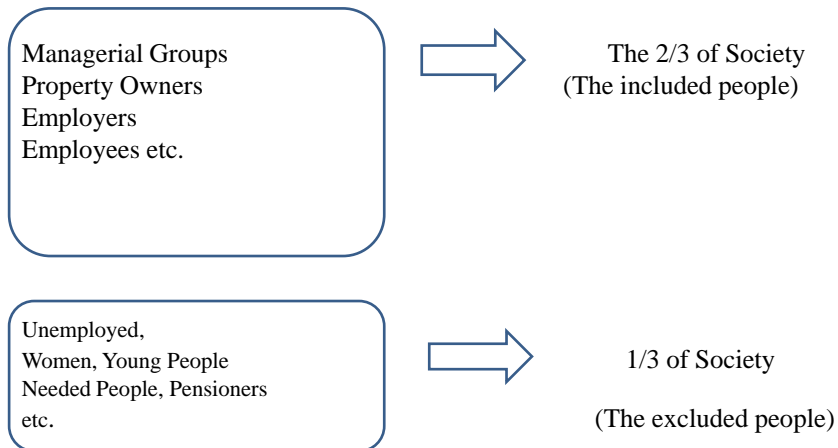 Managerial Groups
Property Owners
Employers
Employees etc.
The 2/3 of Society
(The included people)
Unemployed,
Women, Young People
Needed People, Pensioners
etc.
1/3 of Society
(The excluded people)